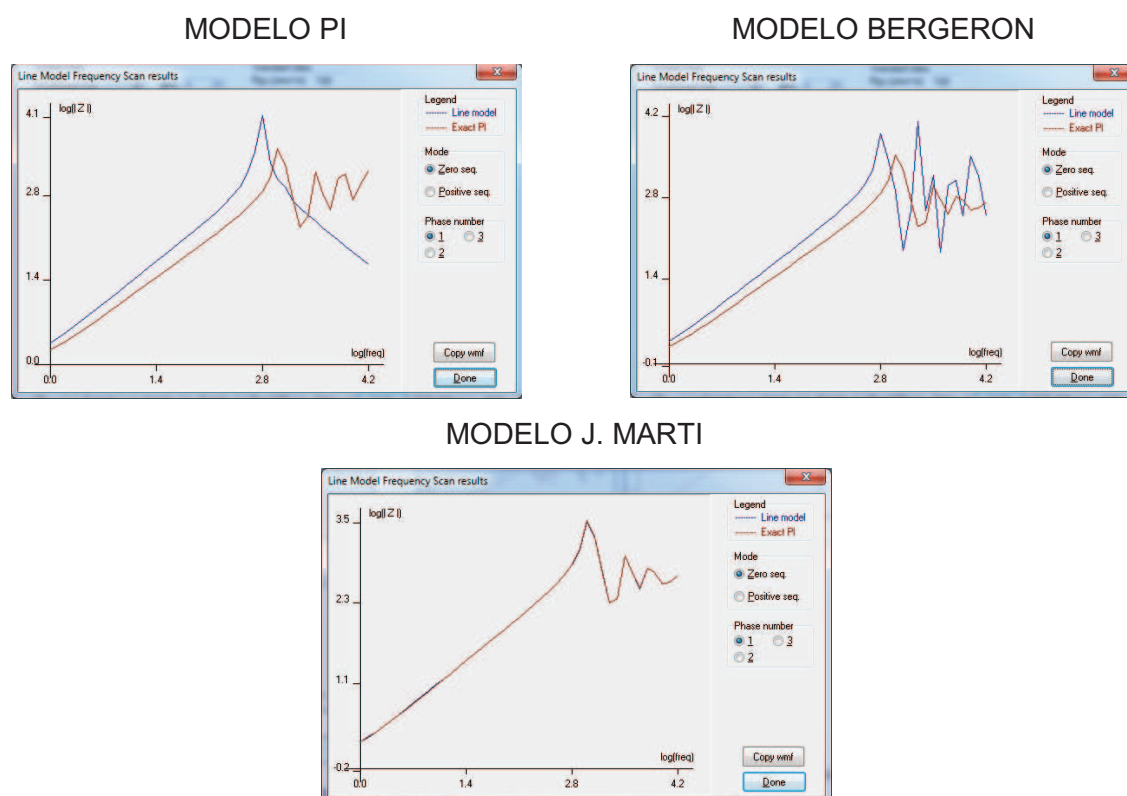 MODELO PI
MODELO BERGERON
Line Model Frequency Scan results
log(|Z|)
4.1
2.8
1.4
0.0
0.0
1.4
2.8
4.2
log(freq)
Legend
Line model
Exact PI
Mode
Zero seq.
Positive seq.
Phase number
1
3
2
Copy wmf
Done
Line Model Frequency Scan results
log(|Z|)
4.2
2.8
1.4
-0.1
0.0
1.4
2.8
4.2
log(freq)
Legend
Line model
Exact PI
Mode
Zero seq.
Positive seq.
Phase number
1
3
2
Copy wmf
Done
MODELO J. MARTI
Line Model Frequency Scan results
log(|Z|)
3.5
2.3
1.1
-0.2
0.0
1.4
2.8
4.2
log(freq)
Legend
Line model
Exact PI
Mode
Zero seq.
Positive seq.
Phase number
1
3
2
Copy wmf
Done